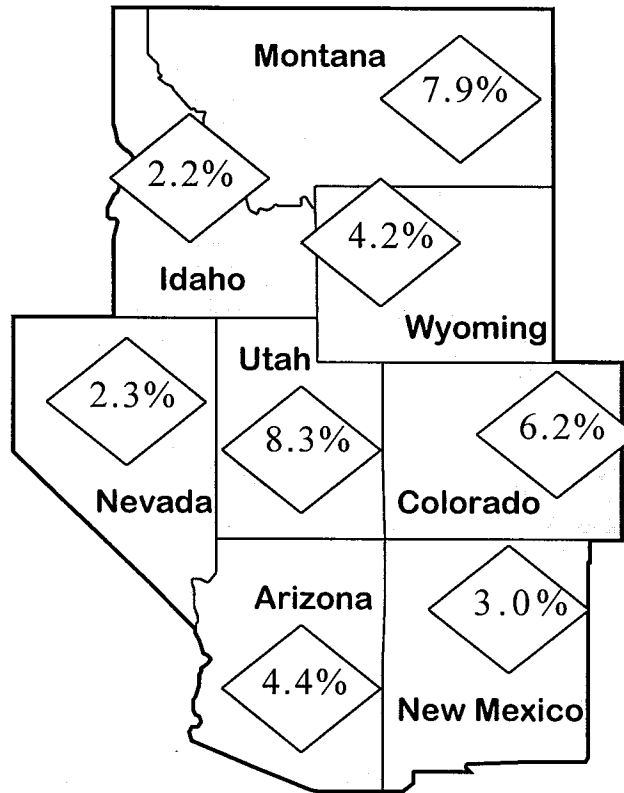 Montana
7.9%
2.2%
4.2%
Idaho
Wyoming
Utah
2.3%
8.3%
6.2%
Nevada
Colorado
Arizona
3.0%
4.4%
New Mexico